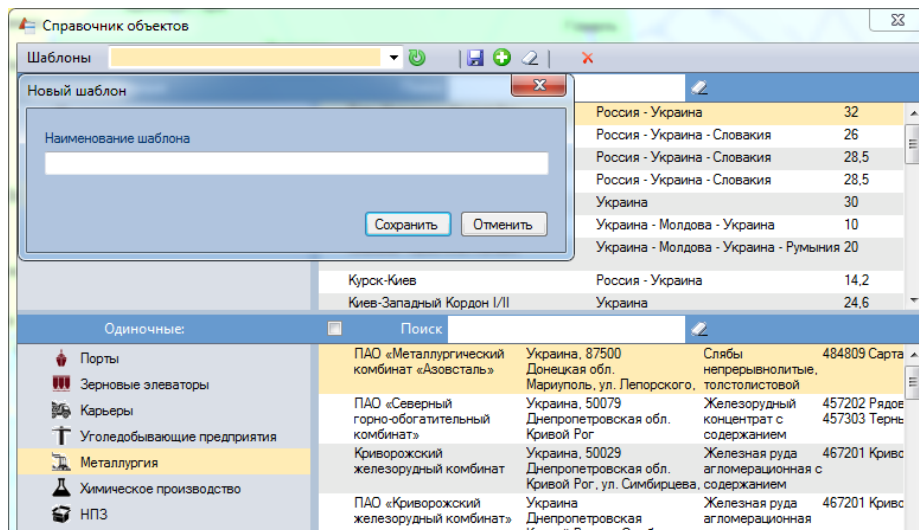 Справочник объектов
Шаблоны
Новый шаблон
Наименование шаблона
Сохранить Отменить
Россия - Украина 32
Россия - Украина - Словакия 26
Россия - Украина - Словакия 28,5
Россия - Украина - Словакия 28,5
Украина 30
Украина - Молдова - Украина 10
Украина - Молдова - Украина - Румыния 20
Курск-Киев Россия - Украина 14,2
Киев-Западный Кордон I/II Украина 24,6
Одиночные: Поиск
Порты
Зерновые элеваторы
Карьеры
Угледобывающие предприятия
Металлургия
Химическое производство
НПЗ
ПАО «Металлургический Украина, 87500 Слябы 484809 Сарта
комбинат «Азовсталь» Донецкая обл. непрерывнолитые,
Мариуполь, ул. Лепорского, толстолистовой
ПАО «Северный Украина, 50079 Железорудный 457202 Рядов
горно-обогатительный Днепропетровская обл. концентрат с 457303 Терны
комбинат» Кривой Рог содержанием
Криворожский Украина, 50029 Железная руда 467201 Криво
железорудный комбинат Днепропетровская обл. агломерационная с
Кривой Рог, ул. Симбирцева, содержанием
ПАО «Криворожский Украина Железная руда 467201 Криво
железорудный комбинат» Днепропетровская агломерационная